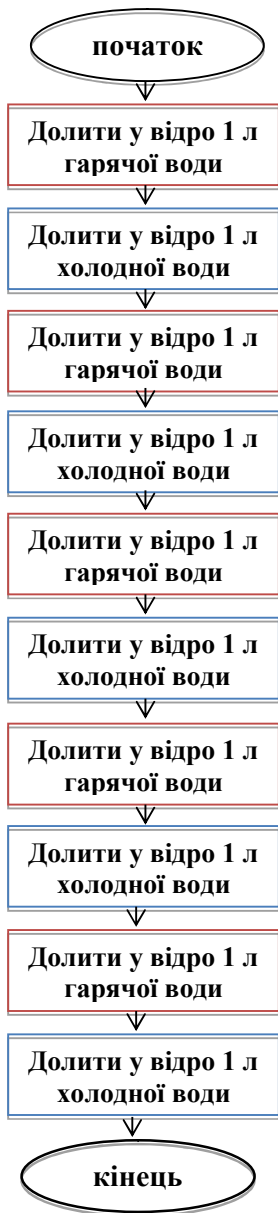 початок
Долити у відро 1 л
гарячої води
Долити у відро 1 л
холодної води
Долити у відро 1 л
гарячої води
Долити у відро 1 л
холодної води
Долити у відро 1 л
гарячої води
Долити у відро 1 л
холодної води
Долити у відро 1 л
гарячої води
Долити у відро 1 л
холодної води
Долити у відро 1 л
гарячої води
Долити у відро 1 л
холодної води
кінець